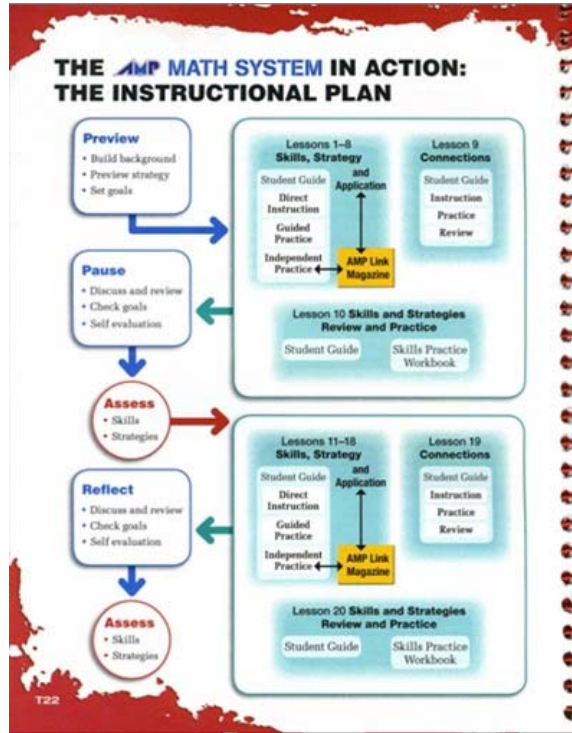 THE AMP MATH SYSTEM IN ACTION:
THE INSTRUCTIONAL PLAN
Preview
• Build background
• Preview strategy
• Set goals
Lessons 1–8
Skills, Strategy
and
Application
Student Guide
Direct
Instruction
Guided
Practice
Independent
Practice
AMP Link
Magazine
Lesson 9
Connections
Student Guide
Instruction
Practice
Review
Pause
• Discuss and review
• Check goals
• Self evaluation
Lesson 10 Skills and Strategies
Review and Practice
Student Guide
Skills Practice
Workbook
Assess
• Skills
• Strategies
Lessons 11–18
Skills, Strategy
and
Application
Student Guide
Direct
Instruction
Guided
Practice
Independent
Practice
AMP Link
Magazine
Lesson 19
Connections
Student Guide
Instruction
Practice
Review
Reflect
• Discuss and review
• Check goals
• Self evaluation
Lesson 20 Skills and Strategies
Review and Practice
Student Guide
Skills Practice
Workbook
Assess
• Skills
• Strategies
T22